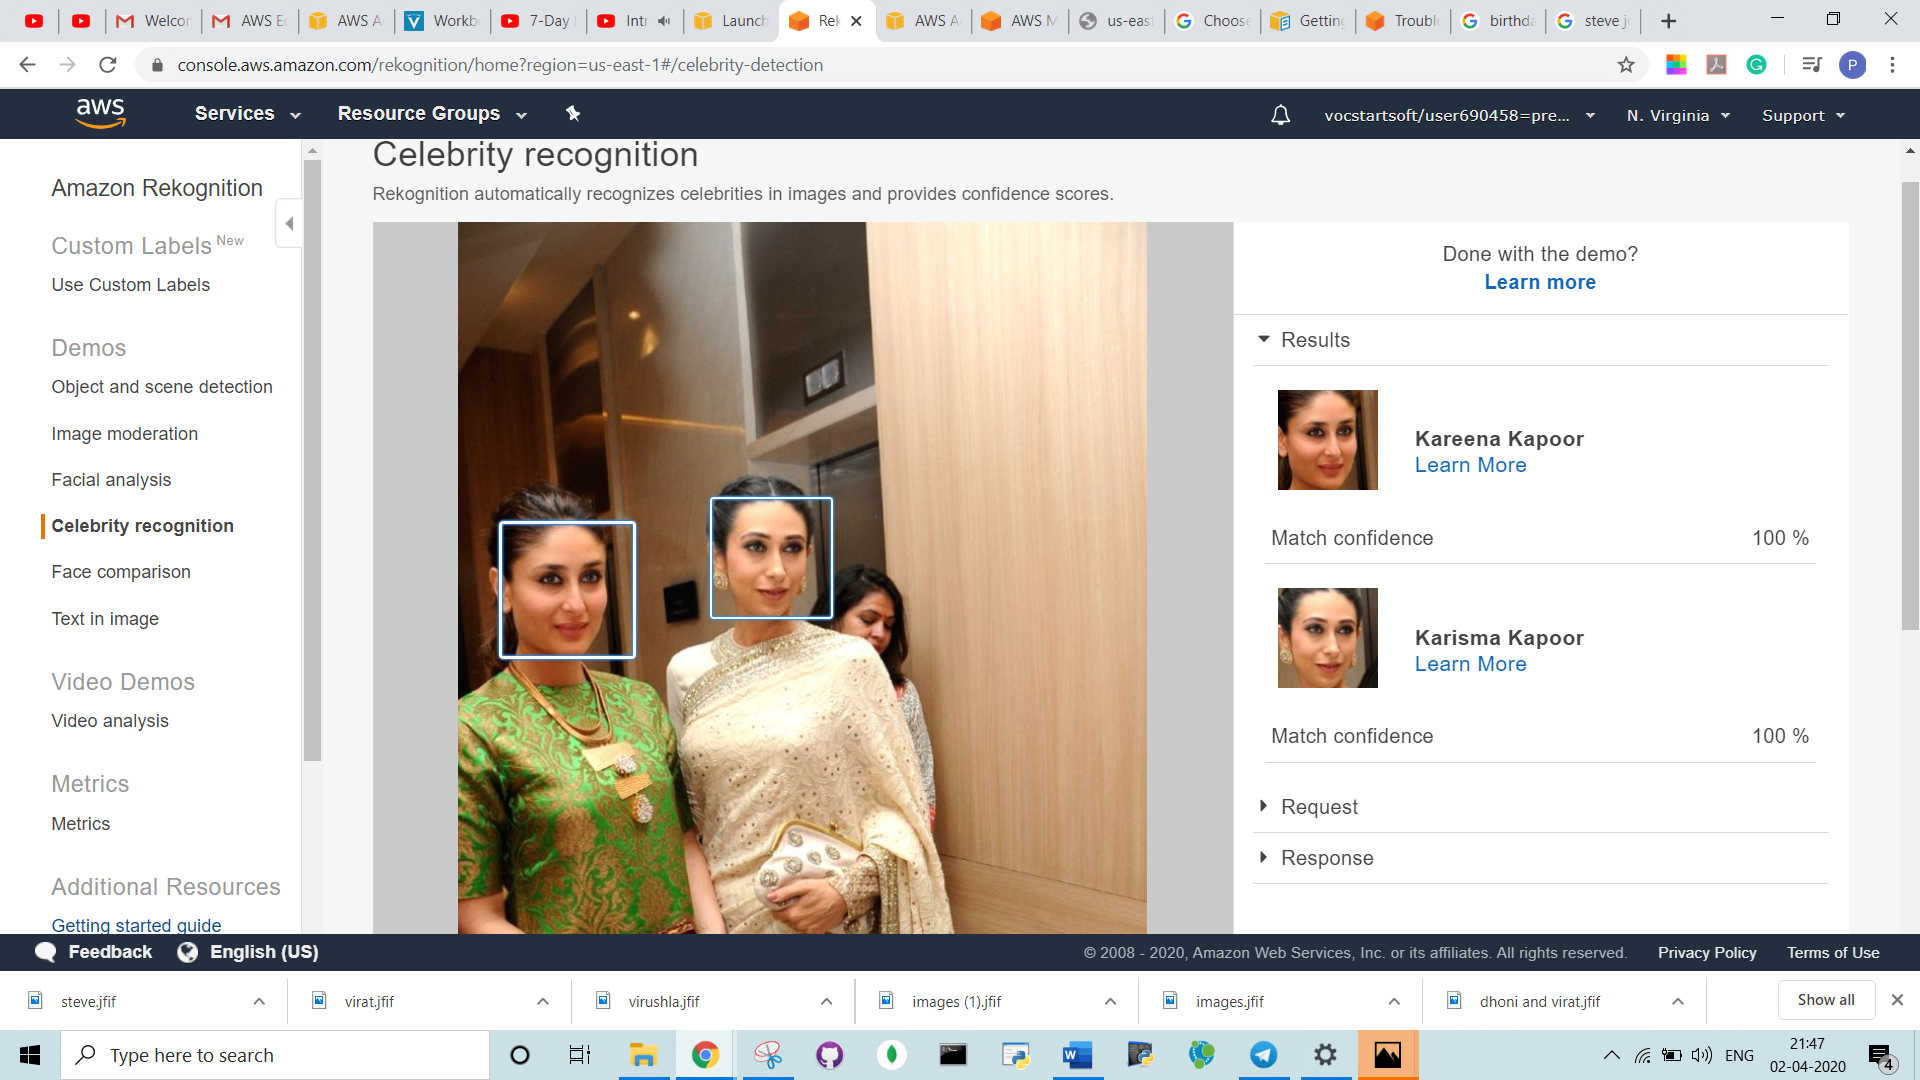 Welcor
AWS E
AWS A
Workb
7-Day
Intr
Launch
Rek
AWS A
AWS M
us-east
Choose
Getting
Troubl
birthda
steve jo
console.aws.amazon.com/rekognition/home?region=us-east-1#/celebrity-detection
P
aws
Services
Resource Groups
vocstartsoft/user690458=pre...
N. Virginia
Support
Amazon Rekognition
Custom Labels New
Use Custom Labels
Demos
Object and scene detection
Image moderation
Facial analysis
Celebrity recognition
Face comparison
Text in image
Video Demos
Video analysis
Metrics
Metrics
Additional Resources
Getting started guide
Celebrity recognition
Rekognition automatically recognizes celebrities in images and provides confidence scores.
Done with the demo?
Learn more
Results
Kareena Kapoor
Learn More
Match confidence 100 %
Karisma Kapoor
Learn More
Match confidence 100 %
Request
Response
Feedback
English (US)
© 2008 - 2020, Amazon Web Services, Inc. or its affiliates. All rights reserved.
Privacy Policy
Terms of Use
steve.jfif
virat.jfif
virushla.jfif
images (1).jfif
images.jfif
dhoni and virat.jfif
Show all
Type here to search
ENG
21:47
02-04-2020
4